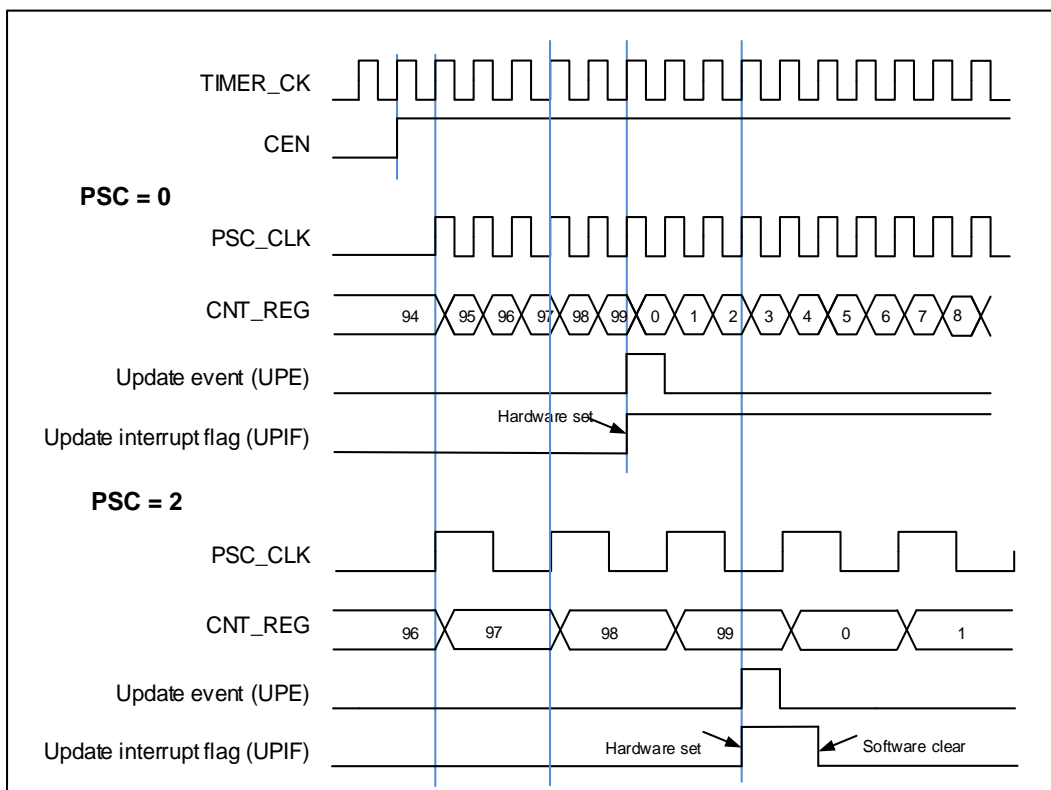 TIMER_CK
CEN
PSC = 0
PSC_CLK
CNT_REG 94 95 96 97 98 99 0 1 2 3 4 5 6 7 8
Update event (UPE)
Hardware set
Update interrupt flag (UPIF)
PSC = 2
PSC_CLK
CNT_REG 96 97 98 99 0 1
Update event (UPE)
Update interrupt flag (UPIF) Hardware set Software clear